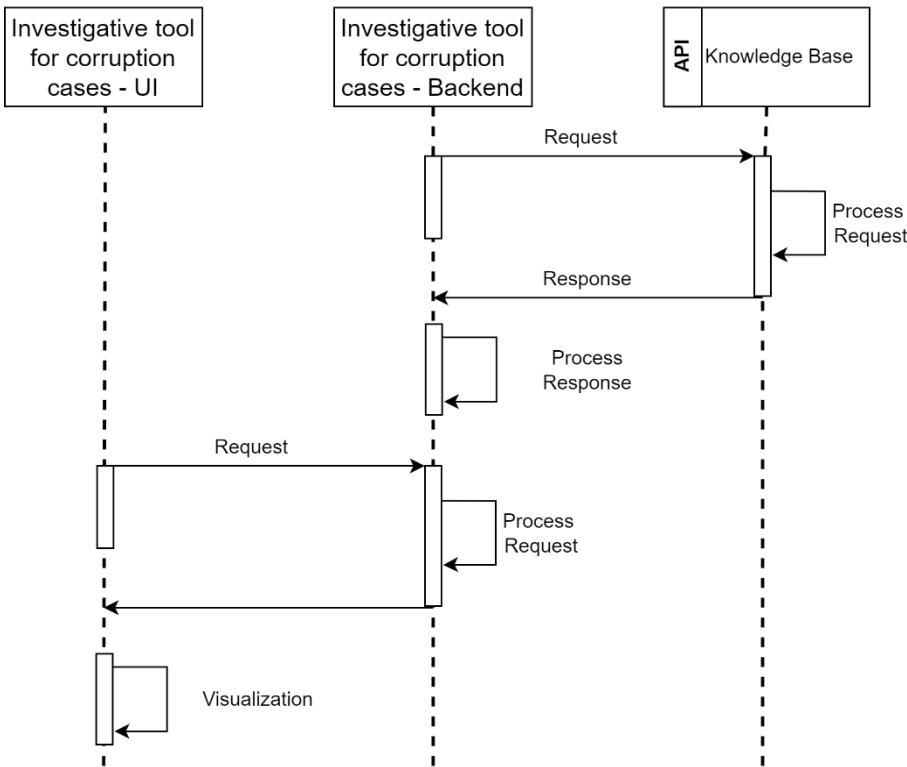 Investigative tool
for corruption
cases - UI
Investigative tool
for corruption
cases - Backend
API
Knowledge Base
Request
Process
Request
Response
Process
Response
Request
Process
Request
Visualization